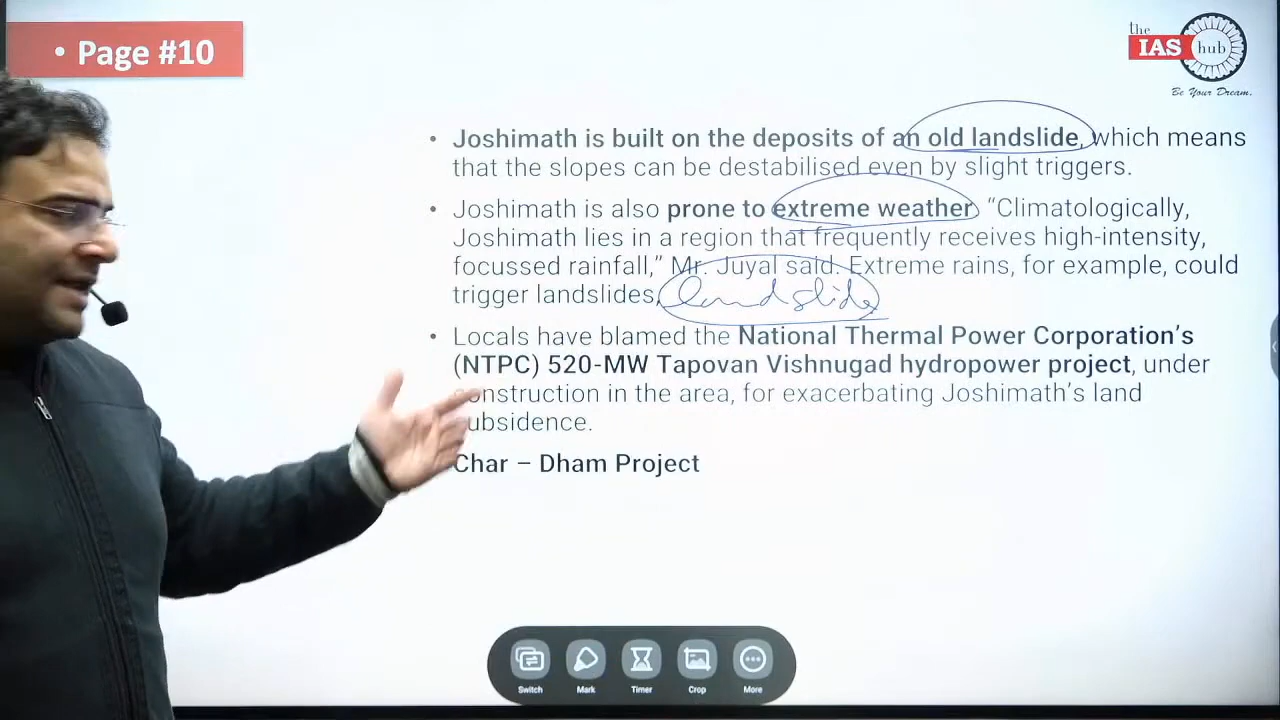 • Page #10
the
IAS hub
Be Your Dream.
• Joshimath is built on the deposits of an old landslide, which means
that the slopes can be destabilised even by slight triggers.
• Joshimath is also prone to extreme weather. “Climatologically,
Joshimath lies in a region that frequently receives high-intensity,
focussed rainfall,” Mr. Juyal said. Extreme rains, for example, could
trigger landslides.
landslide
• Locals have blamed the National Thermal Power Corporation’s
(NTPC) 520-MW Tapovan Vishnugad hydropower project, under
construction in the area, for exacerbating Joshimath’s land
subsidence.
Char – Dham Project
Switch Mark Timer Crop More